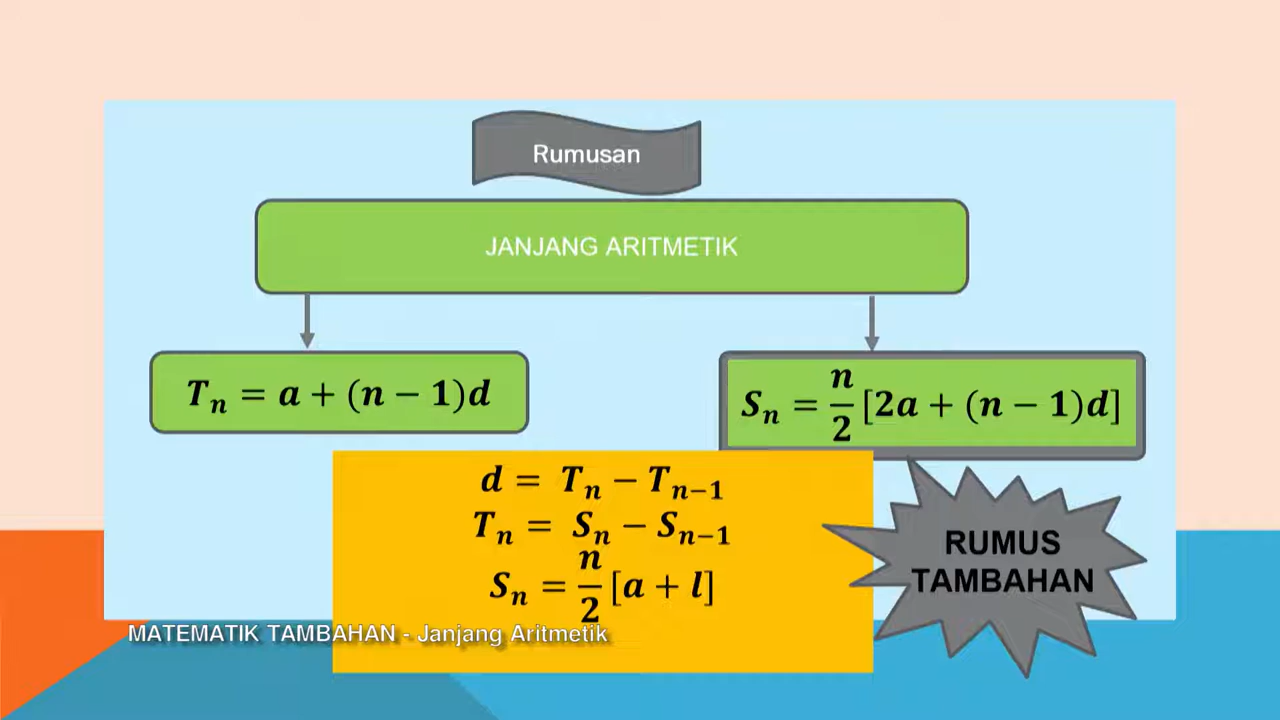 Rumusan
JANJANG ARITMETIK
Tₙ = a + (n − 1)d
Sₙ = n/2 [2a + (n − 1)d]
d = Tₙ − Tₙ₋₁
Tₙ = Sₙ − Sₙ₋₁
Sₙ = n/2 [a + l]
RUMUS
TAMBAHAN
MATEMATIK TAMBAHAN - Janjang Aritmetik